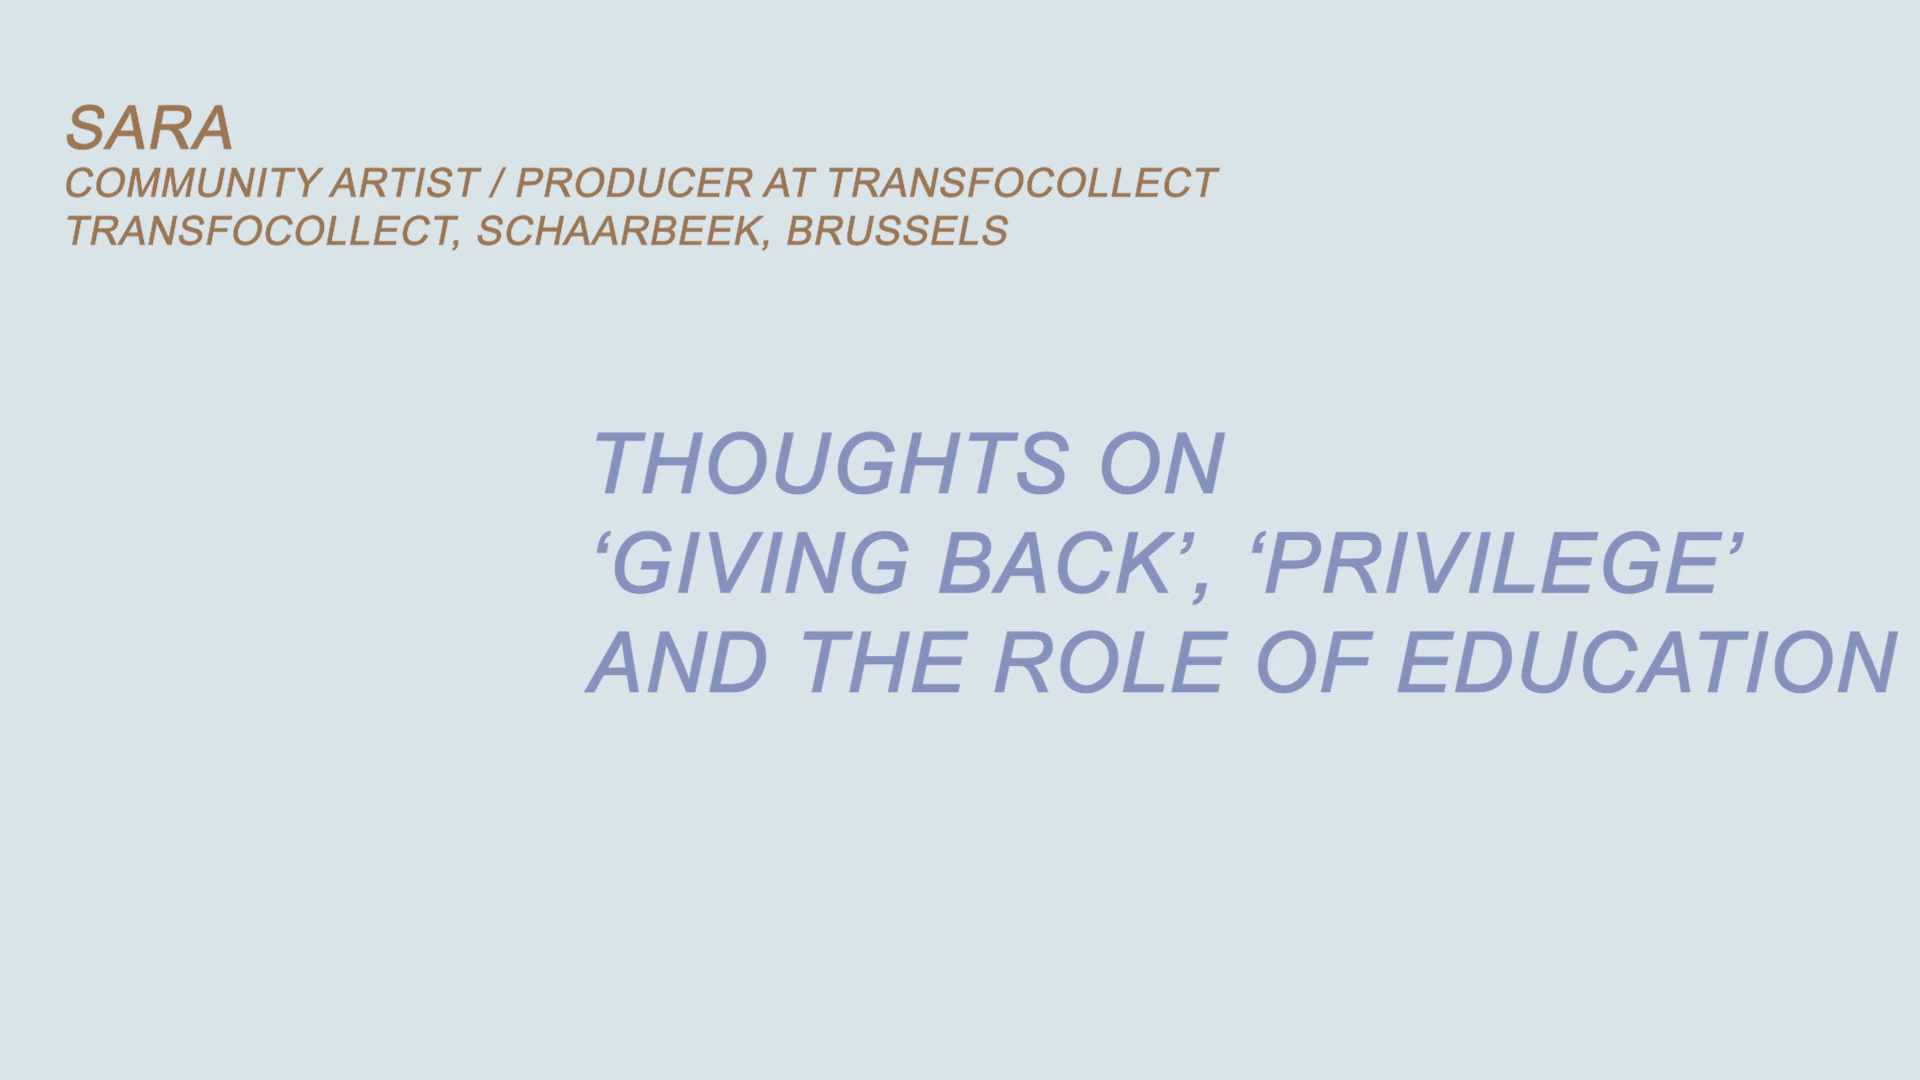 SARA
COMMUNITY ARTIST / PRODUCER AT TRANSFOCOLLECT
TRANSFOCOLLECT, SCHAARBEEK, BRUSSELS
THOUGHTS ON
‘GIVING BACK’, ‘PRIVILEGE’
AND THE ROLE OF EDUCATION